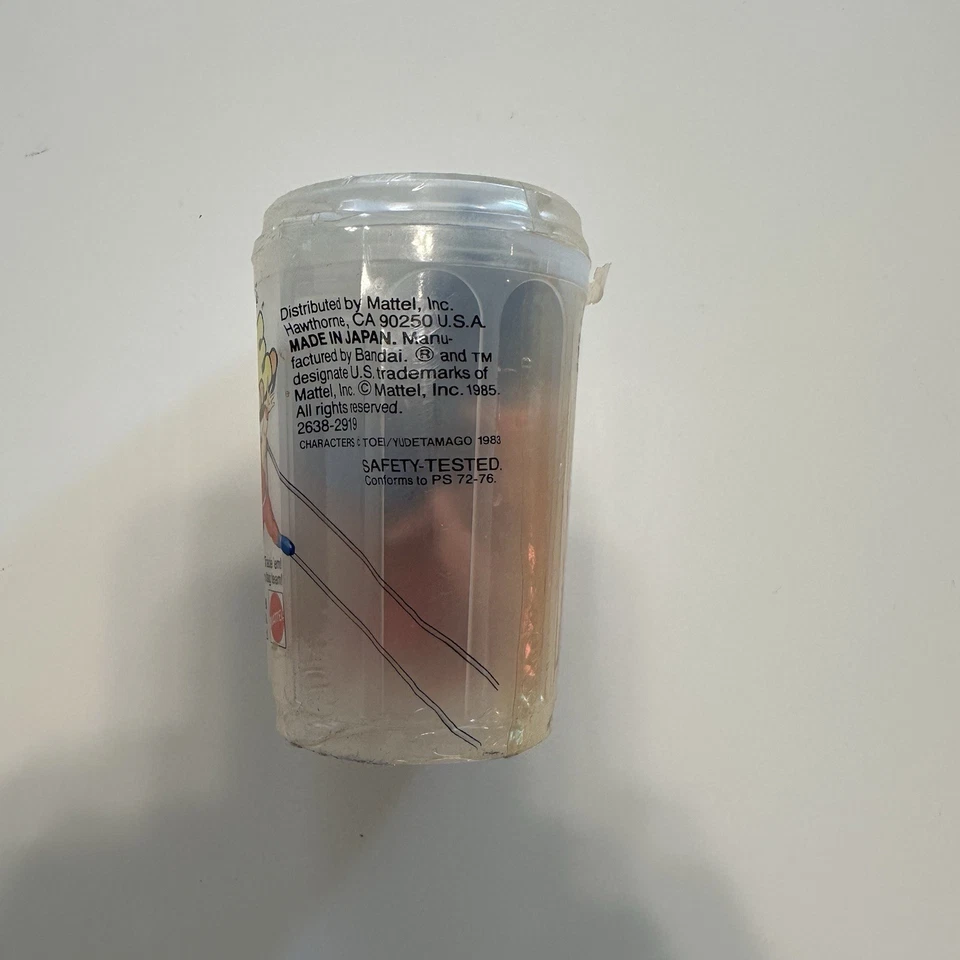 Distributed by Mattel, Inc.
Hawthorne, CA 90250 U.S.A.
MADE IN JAPAN. Manu-
factured by Bandai. ® and TM
designate U.S. trademarks of
Mattel, Inc. © Mattel, Inc. 1985.
All rights reserved.
2638-2919
CHARACTERS © TOEI/YUDETAMAGO 1983
SAFETY-TESTED.
Conforms to PS 72-76.
em!
team!